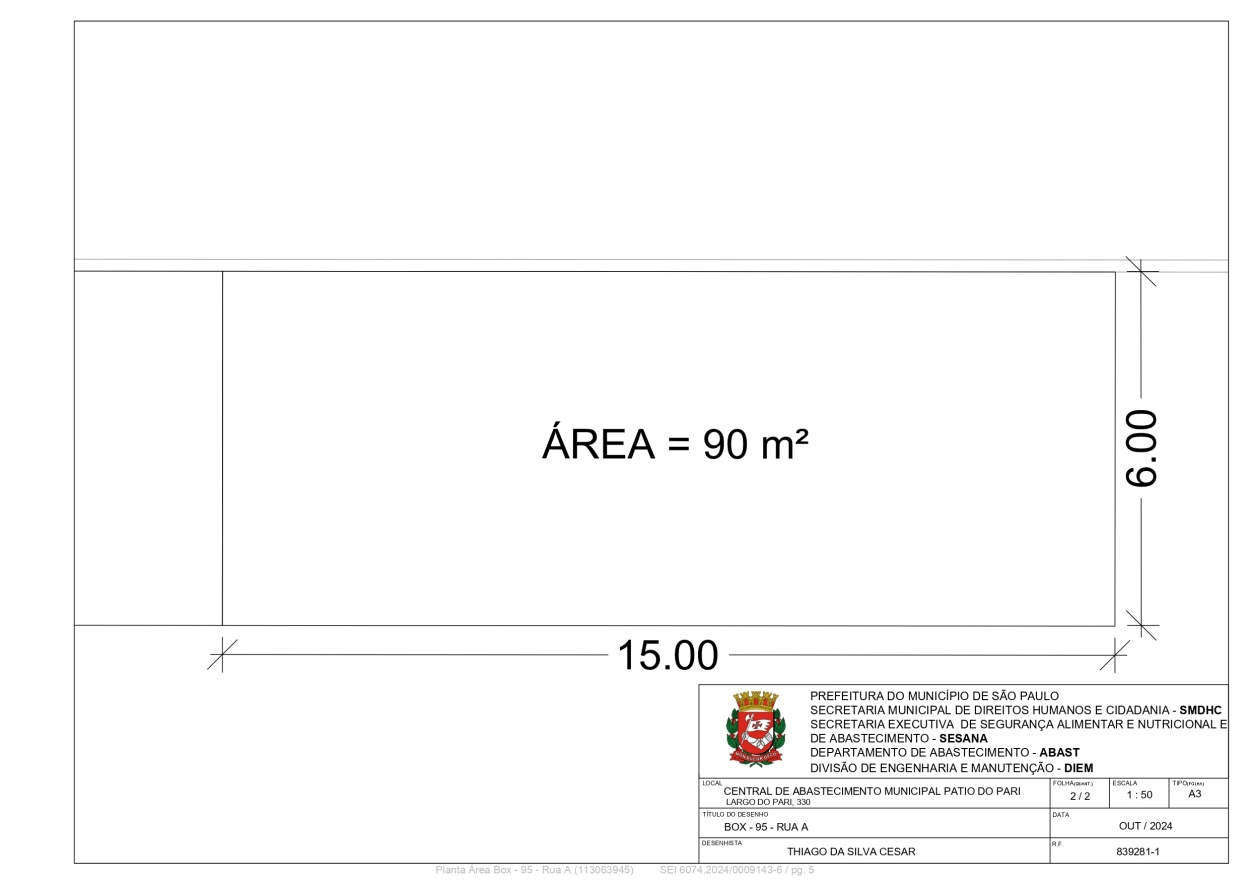 ÁREA = 90 m²
6.00
15.00
PREFEITURA DO MUNICÍPIO DE SÃO PAULO
SECRETARIA MUNICIPAL DE DIREITOS HUMANOS E CIDADANIA - SMDHC
SECRETARIA EXECUTIVA DE SEGURANÇA ALIMENTAR E NUTRICIONAL E
DE ABASTECIMENTO - SESANA
DEPARTAMENTO DE ABASTECIMENTO - ABAST
DIVISÃO DE ENGENHARIA E MANUTENÇÃO - DIEM
LOCAL
CENTRAL DE ABASTECIMENTO MUNICIPAL PATIO DO PARI
LARGO DO PARI, 330
FOLHA(QUANT.)
2 / 2
ESCALA
1 : 50
TIPO(FOLHA)
A3
TÍTULO DO DESENHO
BOX - 95 - RUA A
DATA
OUT / 2024
DESENHISTA
THIAGO DA SILVA CESAR
R.F.
839281-1
Planta Área Box - 95 - Rua A (113063945) SEI 6074.2024/0009143-6 / pg. 5